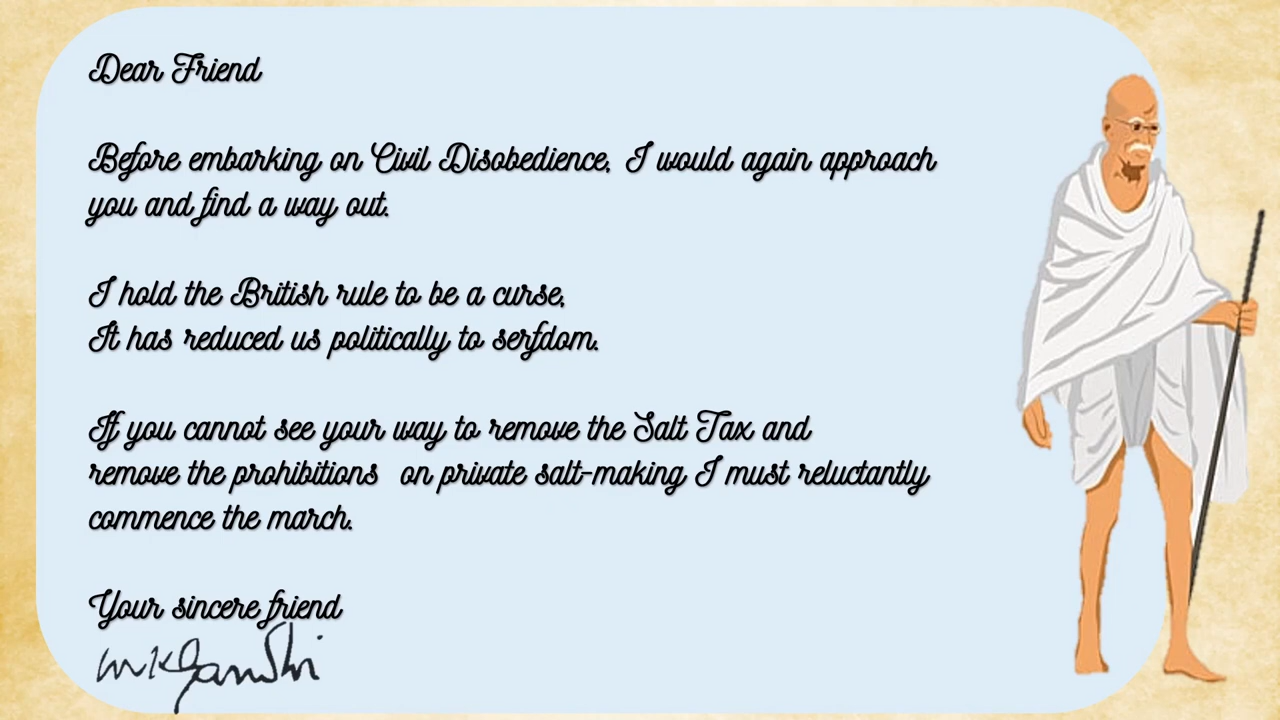 Dear Friend
Before embarking on Civil Disobedience, I would again approach
you and find a way out.
I hold the British rule to be a curse,
It has reduced us politically to serfdom.
If you cannot see your way to remove the Salt Tax and
remove the prohibitions on private salt-making I must reluctantly
commence the march.
Your sincere friend
MKGandhi